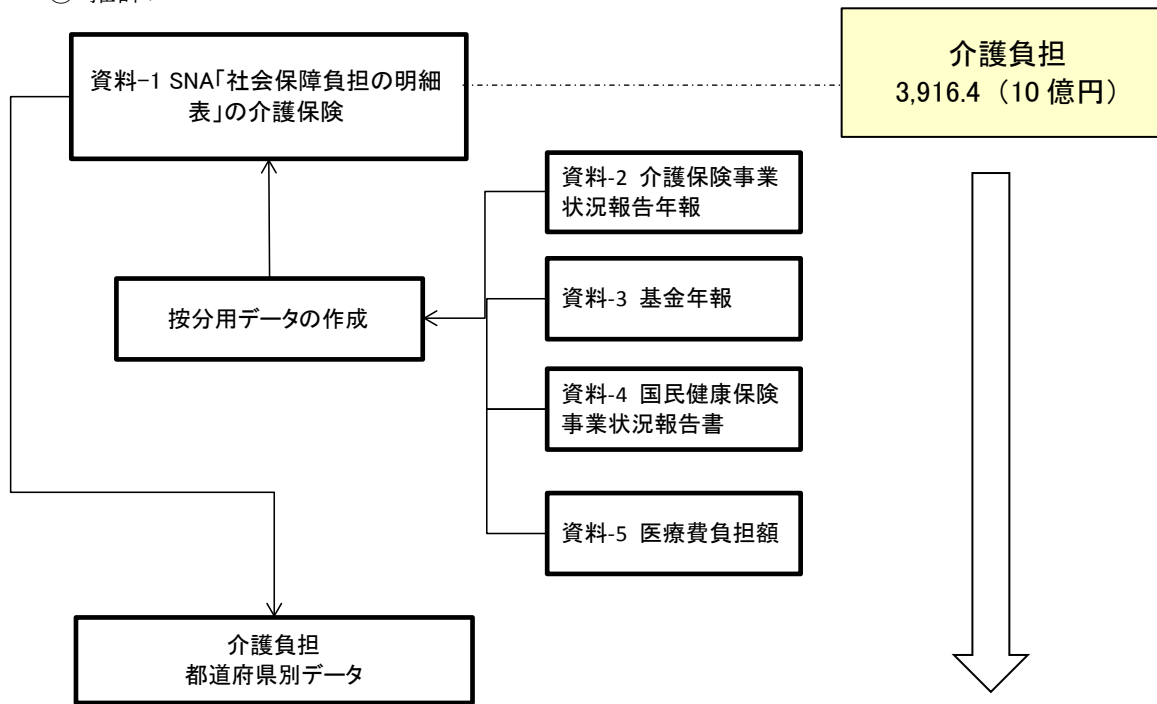 資料-1 SNA「社会保障負担の明細
表」の介護保険
介護負担
3,916.4 (10 億円)
資料-2 介護保険事業
状況報告年報
資料-3 基金年報
按分用データの作成
資料-4 国民健康保険
事業状況報告書
資料-5 医療費負担額
介護負担
都道府県別データ